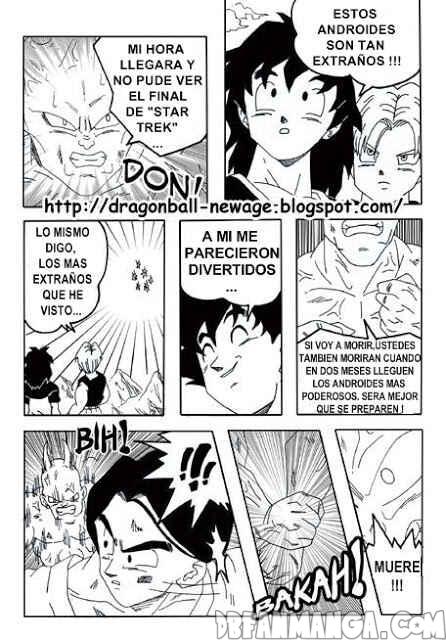 MI HORA
LLEGARA Y
NO PUDE VER
EL FINAL
DE "STAR
TREK"
...
ESTOS
ANDROIDES
SON TAN
EXTRAÑOS !!!
DON!
http://dragonball-newage.blogspot.com/
LO MISMO
DIGO,
LOS MAS
EXTRAÑOS
QUE HE
VISTO...
A MI ME
PARECIERON
DIVERTIDOS
...
SI VOY A MORIR,USTEDES
TAMBIEN MORIRAN CUANDO
EN DOS MESES LLEGUEN
LOS ANDROIDES MAS
PODEROSOS. SERA MEJOR
QUE SE PREPAREN !
BIH!
!!!
BAKAH!
MUERE
!!!
DBFANMANGA.COM